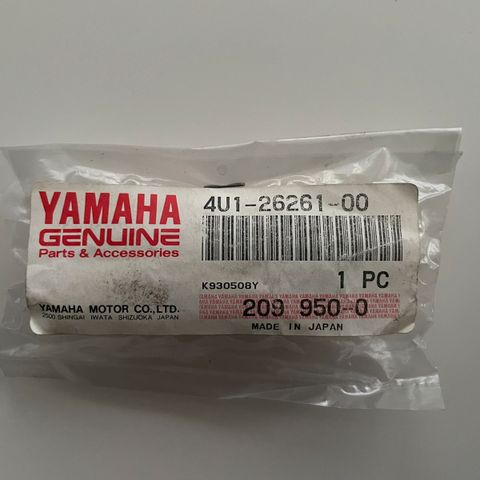 YAMAHA
GENUINE
Parts & Accessories
YAMAHA MOTOR CO.,LTD.
2500 SHINGAI IWATA SHIZUOKA JAPAN
4U1-26261-00
K930508Y
1 PC
209 950-0
MADE IN JAPAN